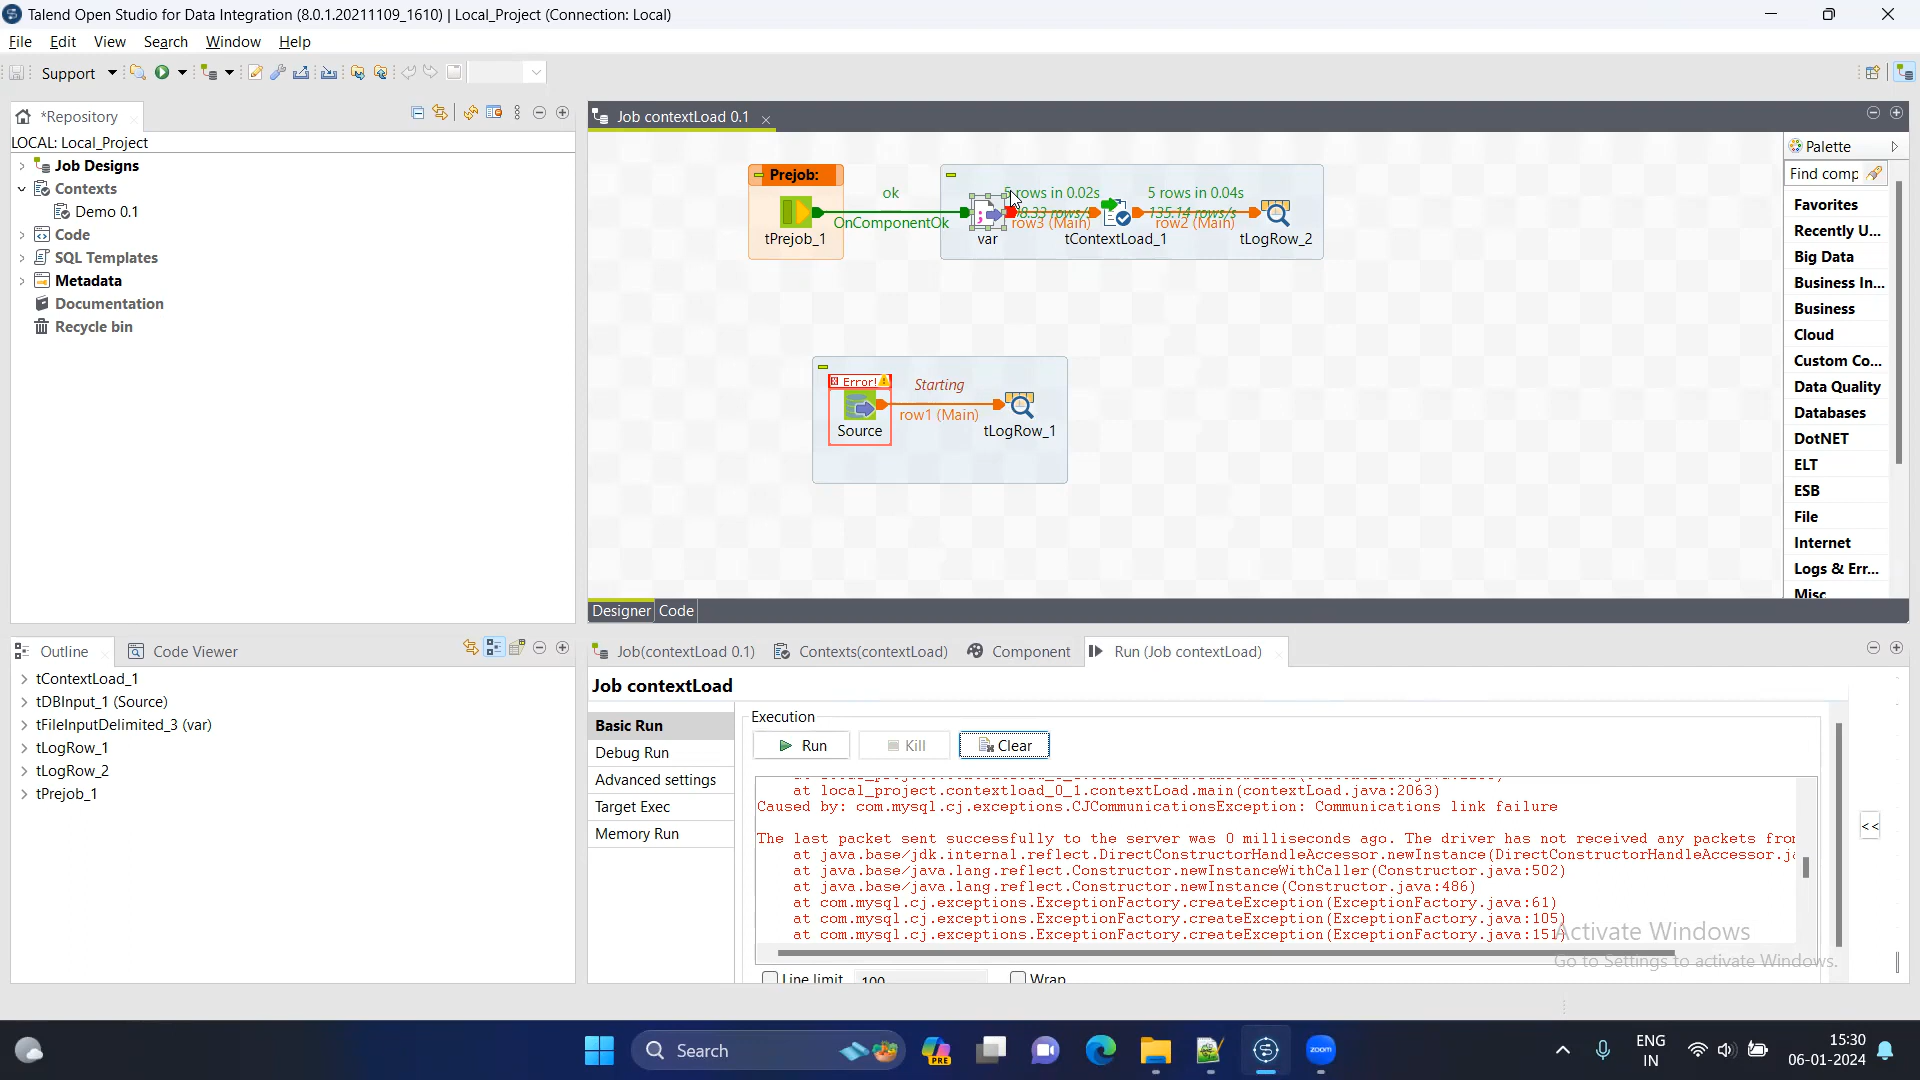 Talend Open Studio for Data Integration (8.0.1.20211109_1610) | Local_Project (Connection: Local)
File Edit View Search Window Help
Support
*Repository
LOCAL: Local_Project
Job Designs
Contexts
Demo 0.1
Code
SQL Templates
Metadata
Documentation
Recycle bin
Job contextLoad 0.1
Prejob:
tPrejob_1
ok
OnComponentOk
5 rows in 0.02s
rows/s
row3 (Main)
var
tContextLoad_1
5 rows in 0.04s
135.14 rows/s
row2 (Main)
tLogRow_2
Error!
Starting
row1 (Main)
Source
tLogRow_1
Palette
Find comp
Favorites
Recently U...
Big Data
Business In...
Business
Cloud
Custom Co...
Data Quality
Databases
DotNET
ELT
ESB
File
Internet
Logs & Err...
Misc
Designer Code
Outline Code Viewer
tContextLoad_1
tDBInput_1 (Source)
tFileInputDelimited_3 (var)
tLogRow_1
tLogRow_2
tPrejob_1
Job(contextLoad 0.1) Contexts(contextLoad) Component Run (Job contextLoad)
Job contextLoad
Basic Run
Debug Run
Advanced settings
Target Exec
Memory Run
Execution
Run Kill Clear
at local_project.contextload_0_1.contextLoad.main(contextLoad.java:2063)
Caused by: com.mysql.cj.exceptions.CJCommunicationsException: Communications link failure
The last packet sent successfully to the server was 0 milliseconds ago. The driver has not received any packets from
at java.base/jdk.internal.reflect.DirectConstructorHandleAccessor.newInstance(DirectConstructorHandleAccessor.j
at java.base/java.lang.reflect.Constructor.newInstanceWithCaller(Constructor.java:502)
at java.base/java.lang.reflect.Constructor.newInstance(Constructor.java:486)
at com.mysql.cj.exceptions.ExceptionFactory.createException(ExceptionFactory.java:61)
at com.mysql.cj.exceptions.ExceptionFactory.createException(ExceptionFactory.java:105)
at com.mysql.cj.exceptions.ExceptionFactory.createException(ExceptionFactory.java:151)
Line limit 100 Wrap
<<
Activate Windows
Go to Settings to activate Windows.
Search
PRE
zoom
ENG
IN
15:30
06-01-2024